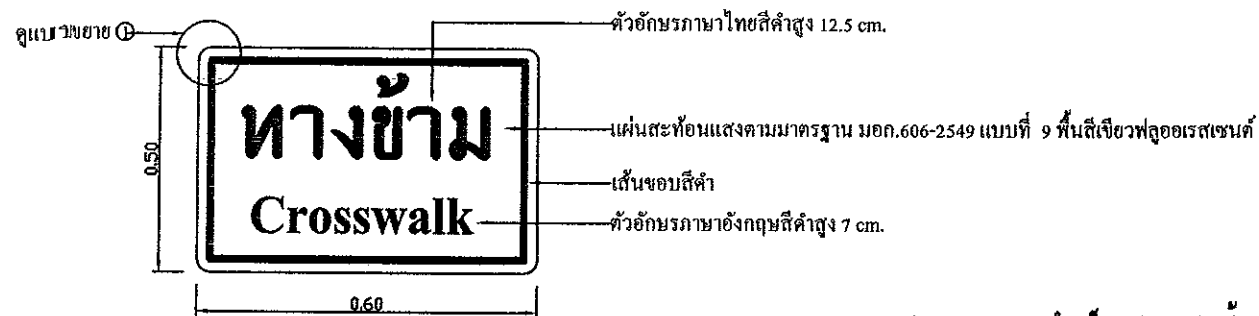 ตัวอักษรภาษาไทยสีดำสูง 12.5 cm.
ดูแบบขยาย 1
ทางข้าม
แผ่นสะท้อนแสงตามมาตรฐาน มอก.606-2549 แบบที่ 9 พื้นสีเขียวฟลูออเรสเซนต์
0.50
เส้นขอบสีดำ
Crosswalk
ตัวอักษรภาษาอังกฤษสีดำสูง 7 cm.
0.60